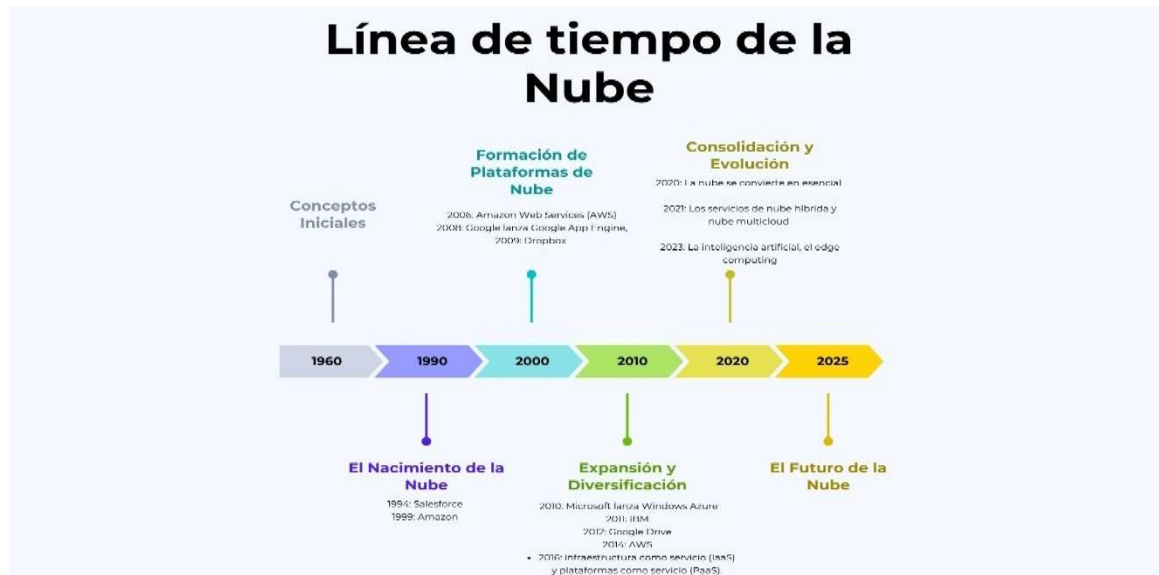 Línea de tiempo de la
Nube
Conceptos
Iniciales
Formación de
Plataformas de
Nube
2006: Amazon Web Services (AWS)
2008: Google lanza Google App Engine,
2009: Dropbox
Consolidación y
Evolución
2020: La nube se convierte en esencial
2021: Los servicios de nube híbrida y
nube multicloud
2023: La inteligencia artificial, el edge
computing
1960
1990
2000
2010
2020
2025
El Nacimiento de la
Nube
1994: Salesforce
1999: Amazon
Expansión y
Diversificación
2010: Microsoft lanza Windows Azure
2011: IBM
2012: Google Drive
2014: AWS
• 2016: infraestructura como servicio (IaaS)
y plataformas como servicio (PaaS).
El Futuro de la
Nube